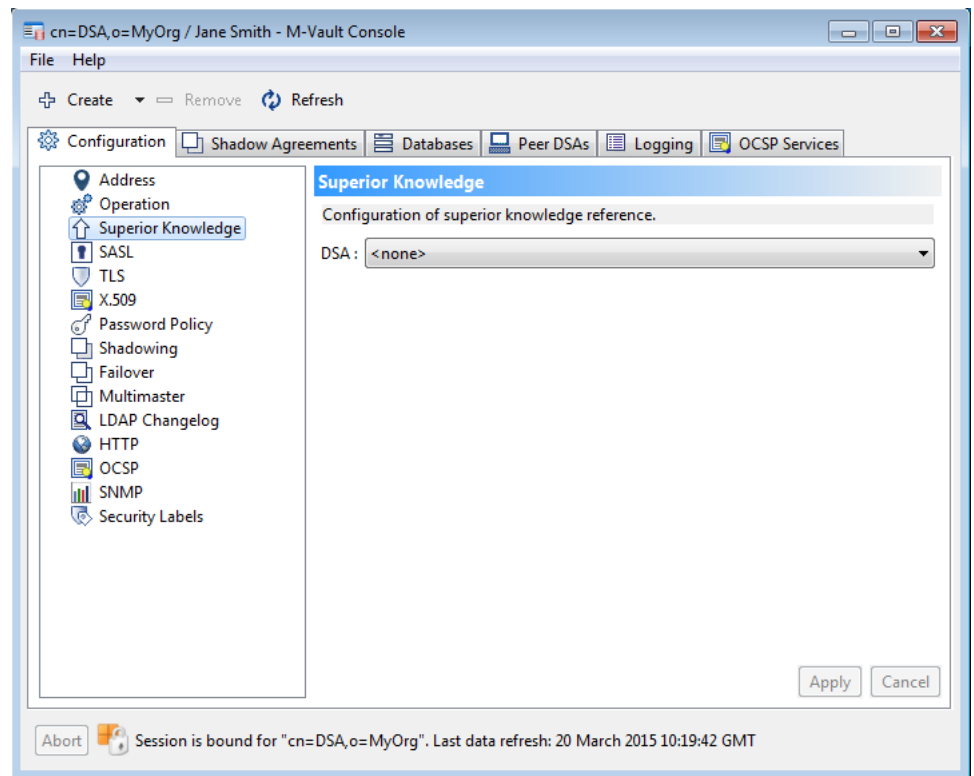 cn=DSA,o=MyOrg / Jane Smith - M-Vault Console
File Help
Create Remove Refresh
Configuration Shadow Agreements Databases Peer DSAs Logging OCSP Services
Address
Operation
Superior Knowledge
SASL
TLS
X.509
Password Policy
Shadowing
Failover
Multimaster
LDAP Changelog
HTTP
OCSP
SNMP
Security Labels
Superior Knowledge
Configuration of superior knowledge reference.
DSA : <none>
Apply Cancel
Abort Session is bound for "cn=DSA,o=MyOrg". Last data refresh: 20 March 2015 10:19:42 GMT